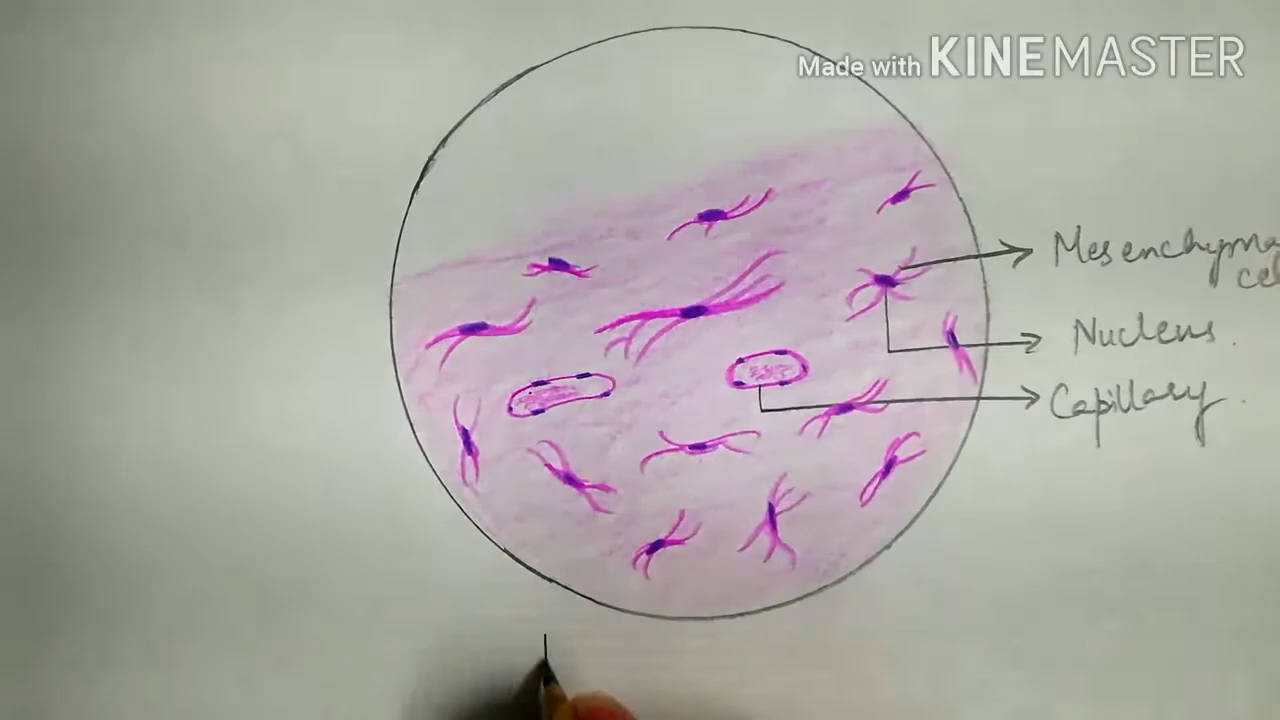 Made with KINEMASTER
Mesenchyma
ce
Nucleus.
Capillary.